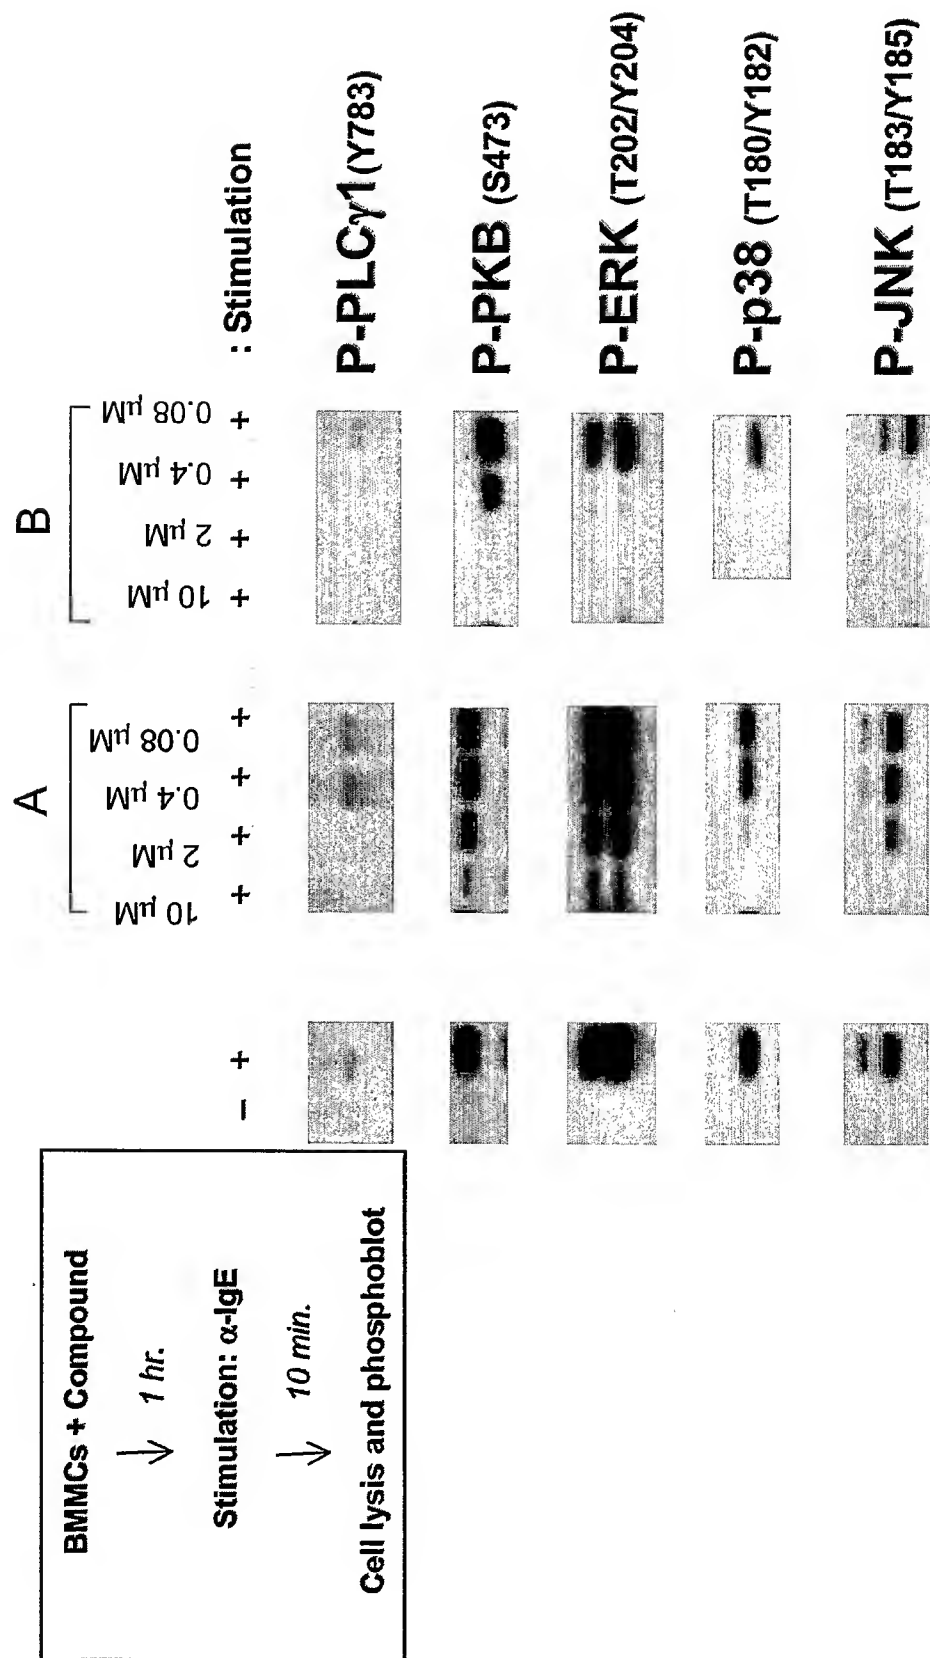 BMMCs + Compound
1 hr.
Stimulation: α-IgE
10 min.
Cell lysis and phosphoblot
A
B
10 µM 2 µM 0.4 µM 0.08 µM 10 µM 2 µM 0.4 µM 0.08 µM
– + + + + + + + + + : Stimulation
P-PLCγ1 (Y783)
P-PKB (S473)
P-ERK (T202/Y204)
P-p38 (T180/Y182)
P-JNK (T183/Y185)